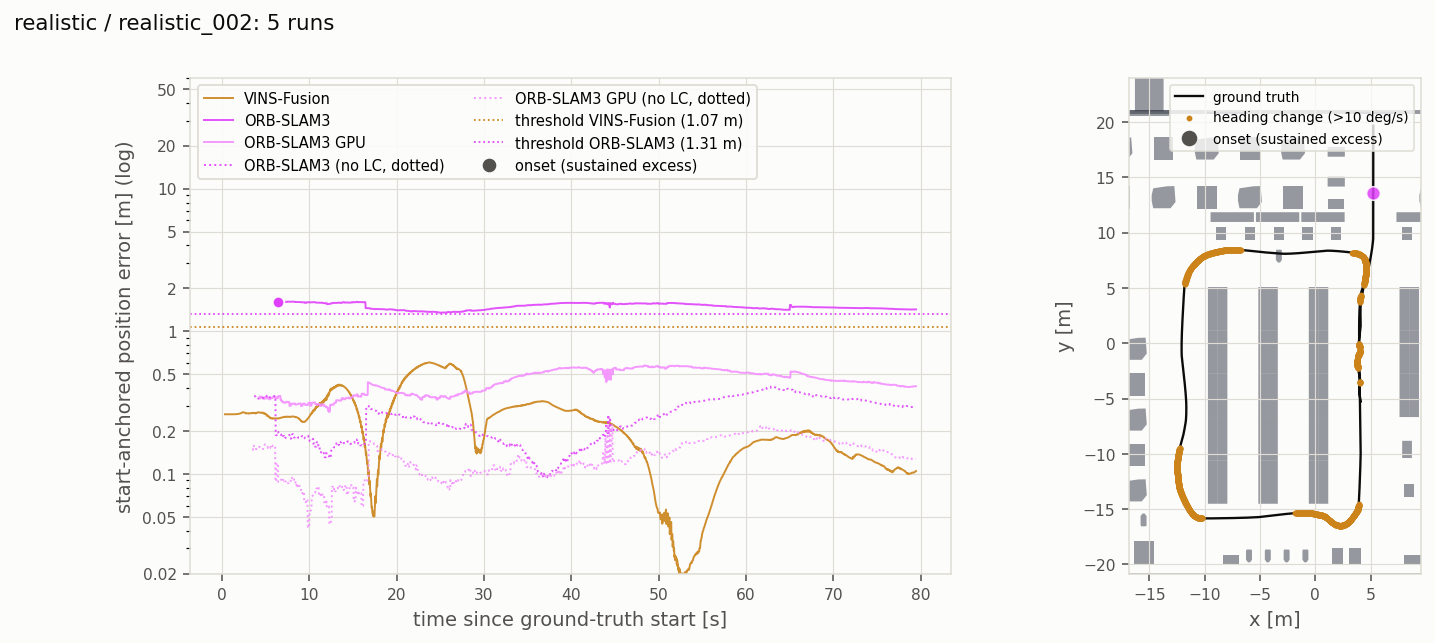 realistic / realistic_002: 5 runs
VINS-Fusion
ORB-SLAM3
ORB-SLAM3 GPU
ORB-SLAM3 (no LC, dotted)
ORB-SLAM3 GPU (no LC, dotted)
threshold VINS-Fusion (1.07 m)
threshold ORB-SLAM3 (1.31 m)
onset (sustained excess)
start-anchored position error [m] (log)
50
20
10
5
2
1
0.5
0.2
0.1
0.05
0.02
0 10 20 30 40 50 60 70 80
time since ground-truth start [s]
ground truth
heading change (>10 deg/s)
onset (sustained excess)
y [m]
20
15
10
5
0
−5
−10
−15
−20
−15 −10 −5 0 5
x [m]